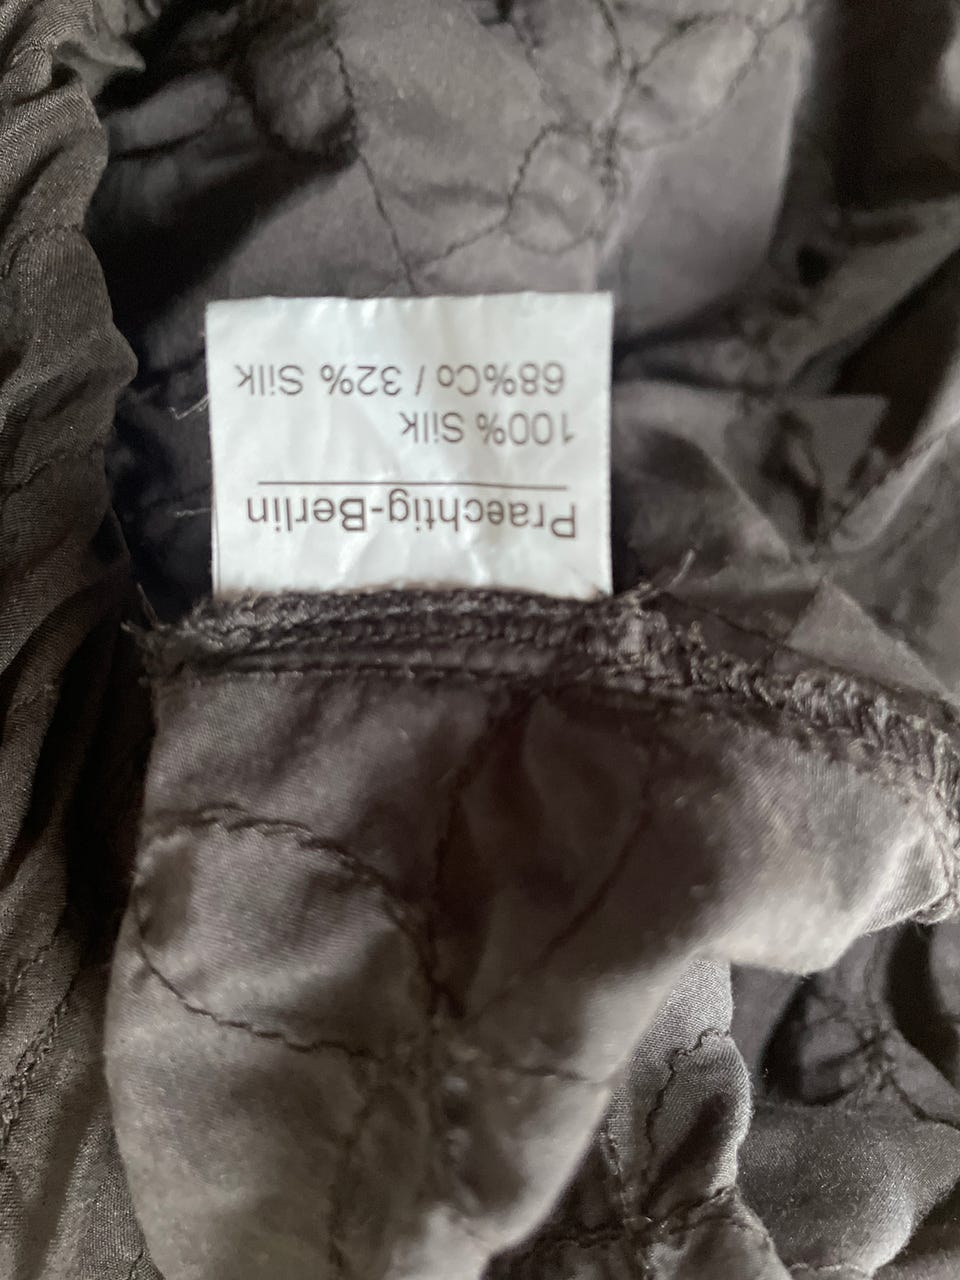 Praechtig-Berlin
100% Silk
68%Co / 32% Silk